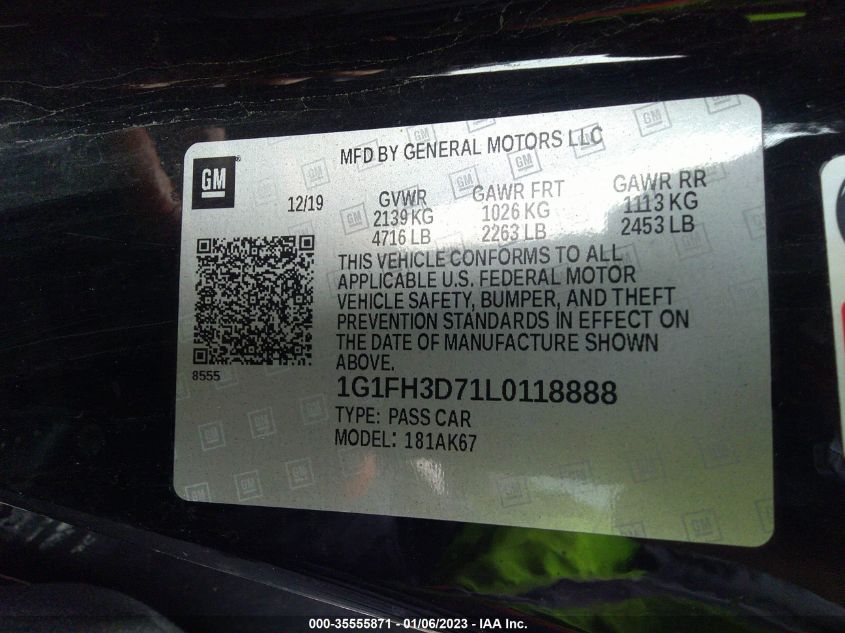 MFD BY GENERAL MOTORS LLC
GM
12/19
GVWR GAWR FRT GAWR RR
2139 KG 1026 KG 1113 KG
4716 LB 2263 LB 2453 LB
THIS VEHICLE CONFORMS TO ALL
APPLICABLE U.S. FEDERAL MOTOR
VEHICLE SAFETY, BUMPER, AND THEFT
PREVENTION STANDARDS IN EFFECT ON
THE DATE OF MANUFACTURE SHOWN
ABOVE.
8555
1G1FH3D71L0118888
TYPE: PASS CAR
MODEL: 181AK67
000-35555871 - 01/06/2023 - IAA Inc.